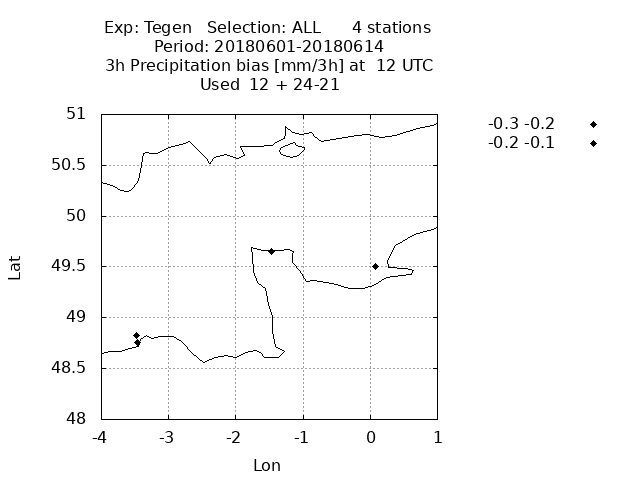 Exp: Tegen   Selection: ALL      4 stations
Period: 20180601-20180614
3h Precipitation bias [mm/3h] at  12 UTC
Used  12 + 24-21
-0.3 -0.2
-0.2 -0.1
51
50.5
50
49.5
49
48.5
48
Lat
-4 -3 -2 -1 0 1
Lon